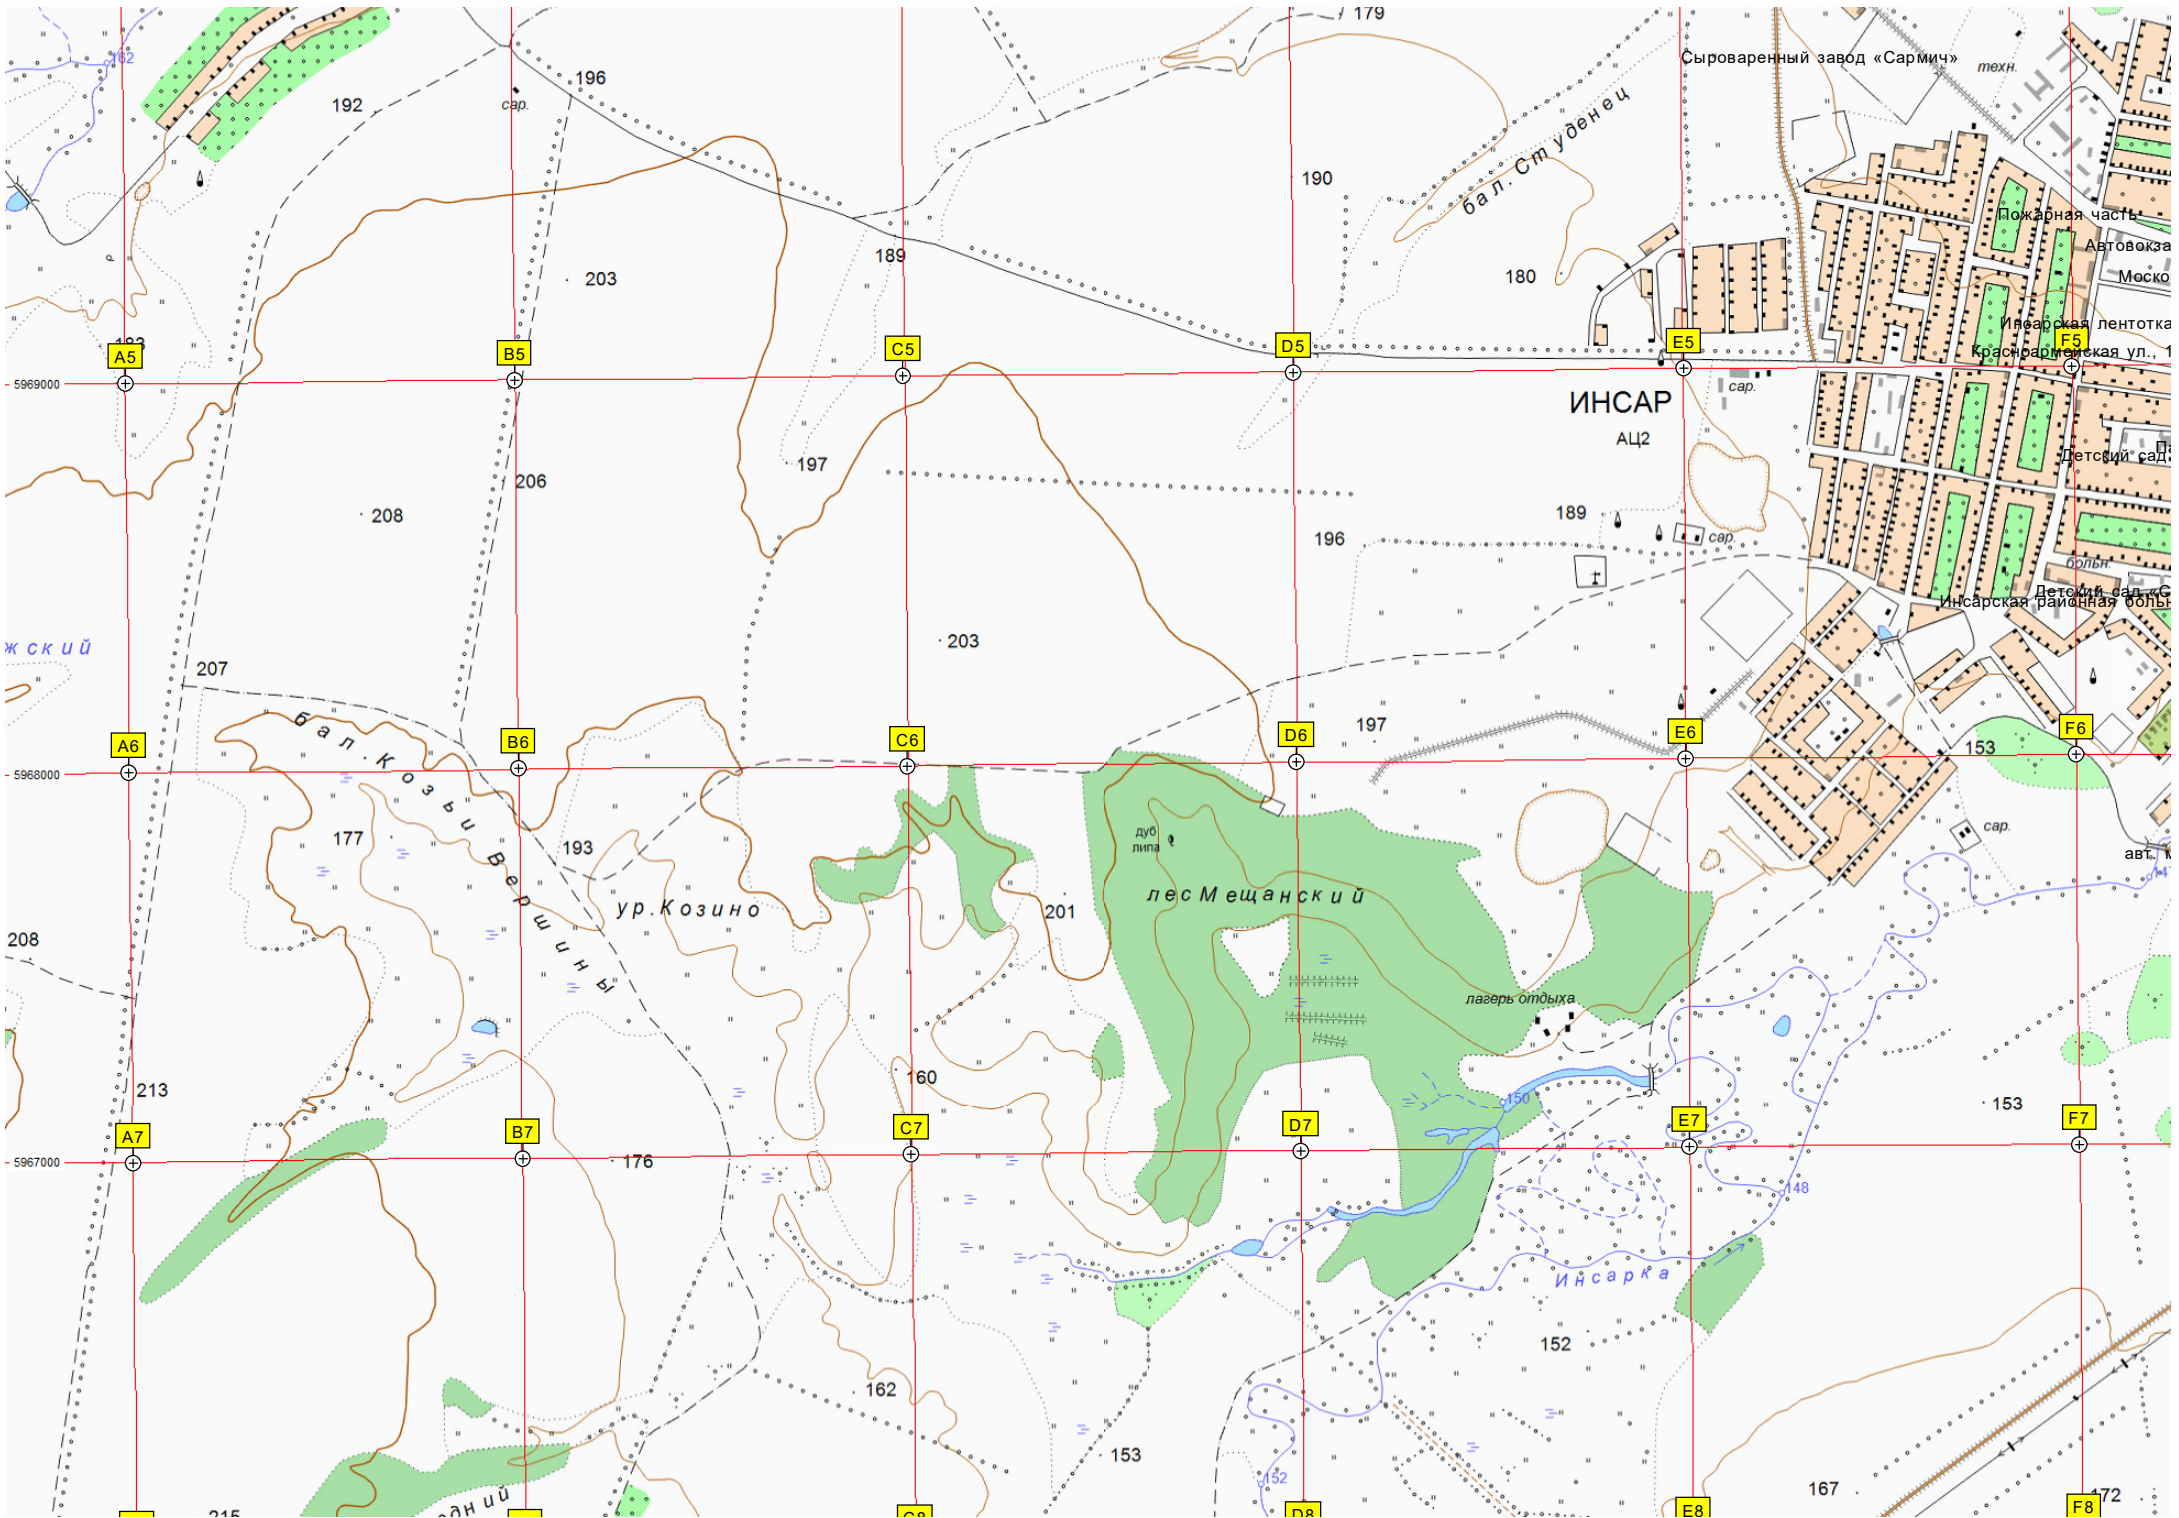 179
162
196
192
сар.
Сыроваренный завод «Сармич»
техн.
бал. Студенец
190
Пожарная часть
Автовокза
Моско
189
203
180
Инсарская лентотка
A5
B5
C5
D5
E5
F5
Красноармейская ул., 1
5969000
сар.
ИНСАР
АЦ2
197
206
Детский сад
208
189
196
сар.
больн.
Детский сад «С
Инсарская районная больн
жский
203
207
бал. Козьи Вершины
197
153
A6
B6
C6
D6
E6
F6
5968000
177
193
дуб
липа
сар.
авт.
ур. Козино
201
лес Мещанский
208
лагерь отдыха
160
213
150
153
A7
B7
C7
D7
E7
F7
5967000
176
148
Инсарка
152
162
153
152
167
172
215
дний
C8
D8
E8
F8